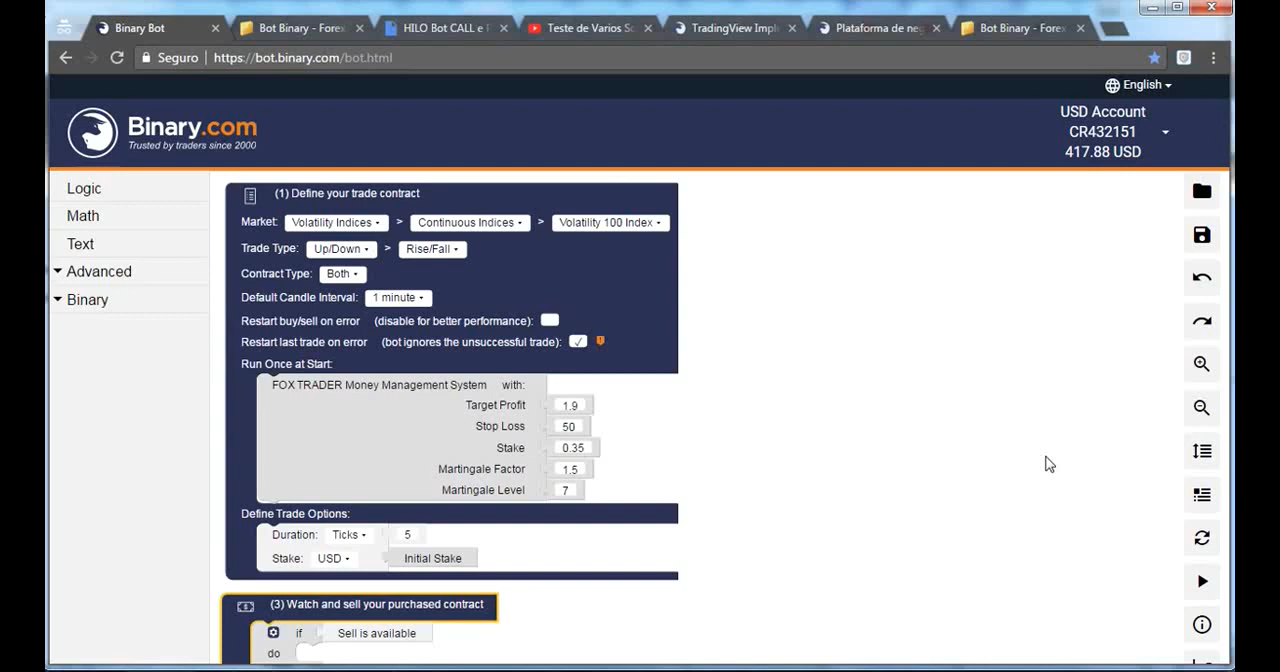 Binary Bot
Bot Binary - Forex
HILO Bot CALL e P
Teste de Varios Sc
TradingView Impl
Plataforma de neg
Bot Binary - Forex
Seguro
https://bot.binary.com/bot.html
English
Binary.com
Trusted by traders since 2000
USD Account
CR432151
417.88 USD
Logic
Math
Text
Advanced
Binary
(1) Define your trade contract
Market: Volatility Indices > Continuous Indices > Volatility 100 Index
Trade Type: Up/Down > Rise/Fall
Contract Type: Both
Default Candle Interval: 1 minute
Restart buy/sell on error (disable for better performance):
Restart last trade on error (bot ignores the unsuccessful trade):
Run Once at Start:
FOX TRADER Money Management System with:
Target Profit 1.9
Stop Loss 50
Stake 0.35
Martingale Factor 1.5
Martingale Level 7
Define Trade Options:
Duration: Ticks 5
Stake: USD Initial Stake
(3) Watch and sell your purchased contract
if Sell is available
do